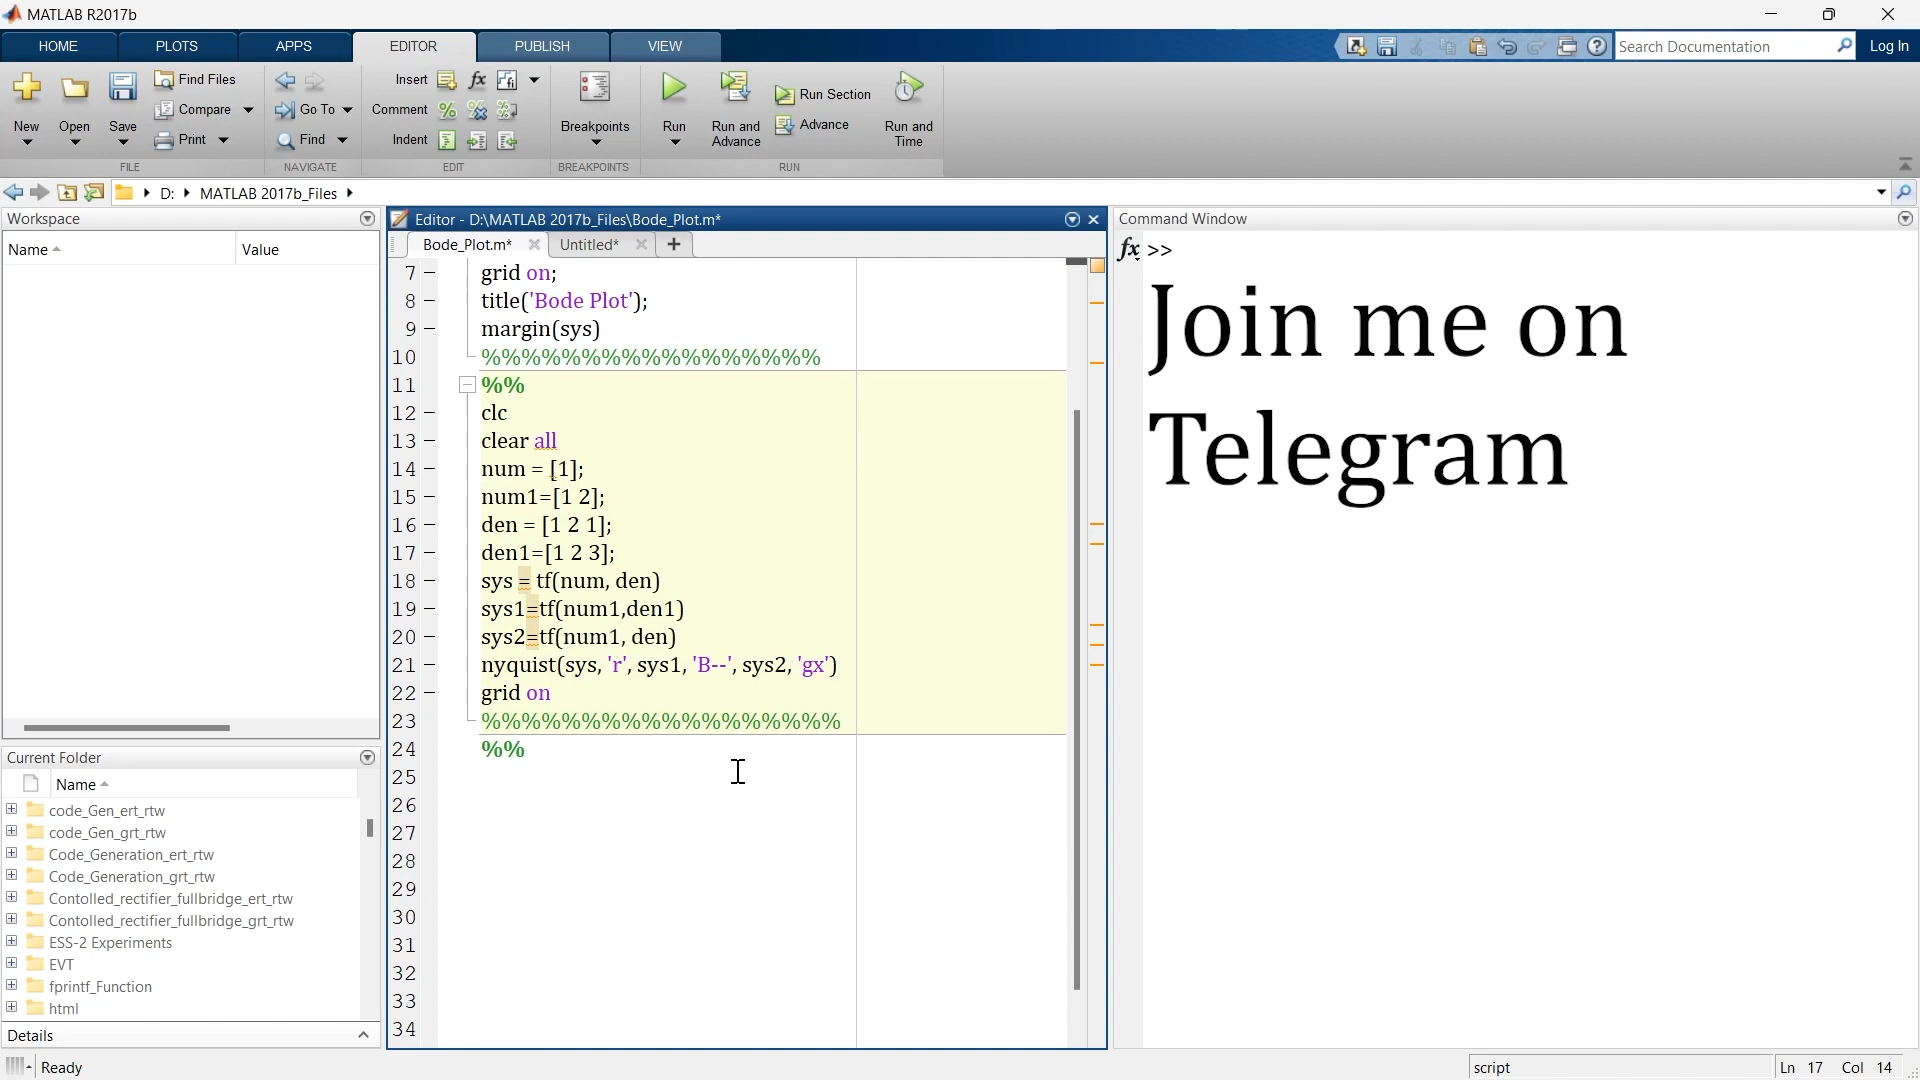 MATLAB R2017b
HOME PLOTS APPS EDITOR PUBLISH VIEW
Search Documentation
Log In
New
Open
Save
Find Files
Compare
Print
FILE
Go To
Find
NAVIGATE
Insert
fx
Comment
Indent
EDIT
Breakpoints
BREAKPOINTS
Run
Run and
Advance
Run Section
Advance
Run and
Time
RUN
D: MATLAB 2017b_Files
Workspace
Name Value
Current Folder
Name
code_Gen_ert_rtw
code_Gen_grt_rtw
Code_Generation_ert_rtw
Code_Generation_grt_rtw
Contolled_rectifier_fullbridge_ert_rtw
Contolled_rectifier_fullbridge_grt_rtw
ESS-2 Experiments
EVT
fprintf_Function
html
Details
Ready
Editor - D:\MATLAB 2017b_Files\Bode_Plot.m*
Bode_Plot.m* Untitled*
7 grid on;
8 title('Bode Plot');
9 margin(sys)
10 %%%%%%%%%%%%%%%%%
11 %%
12 clc
13 clear all
14 num = [1];
15 num1=[1 2];
16 den = [1 2 1];
17 den1=[1 2 3];
18 sys = tf(num, den)
19 sys1=tf(num1,den1)
20 sys2=tf(num1, den)
21 nyquist(sys, 'r', sys1, 'B--', sys2, 'gx')
22 grid on
23 %%%%%%%%%%%%%%%%%%
24 %%
25
26
27
28
29
30
31
32
33
34
Command Window
fx >>
Join me on
Telegram
script
Ln 17 Col 14